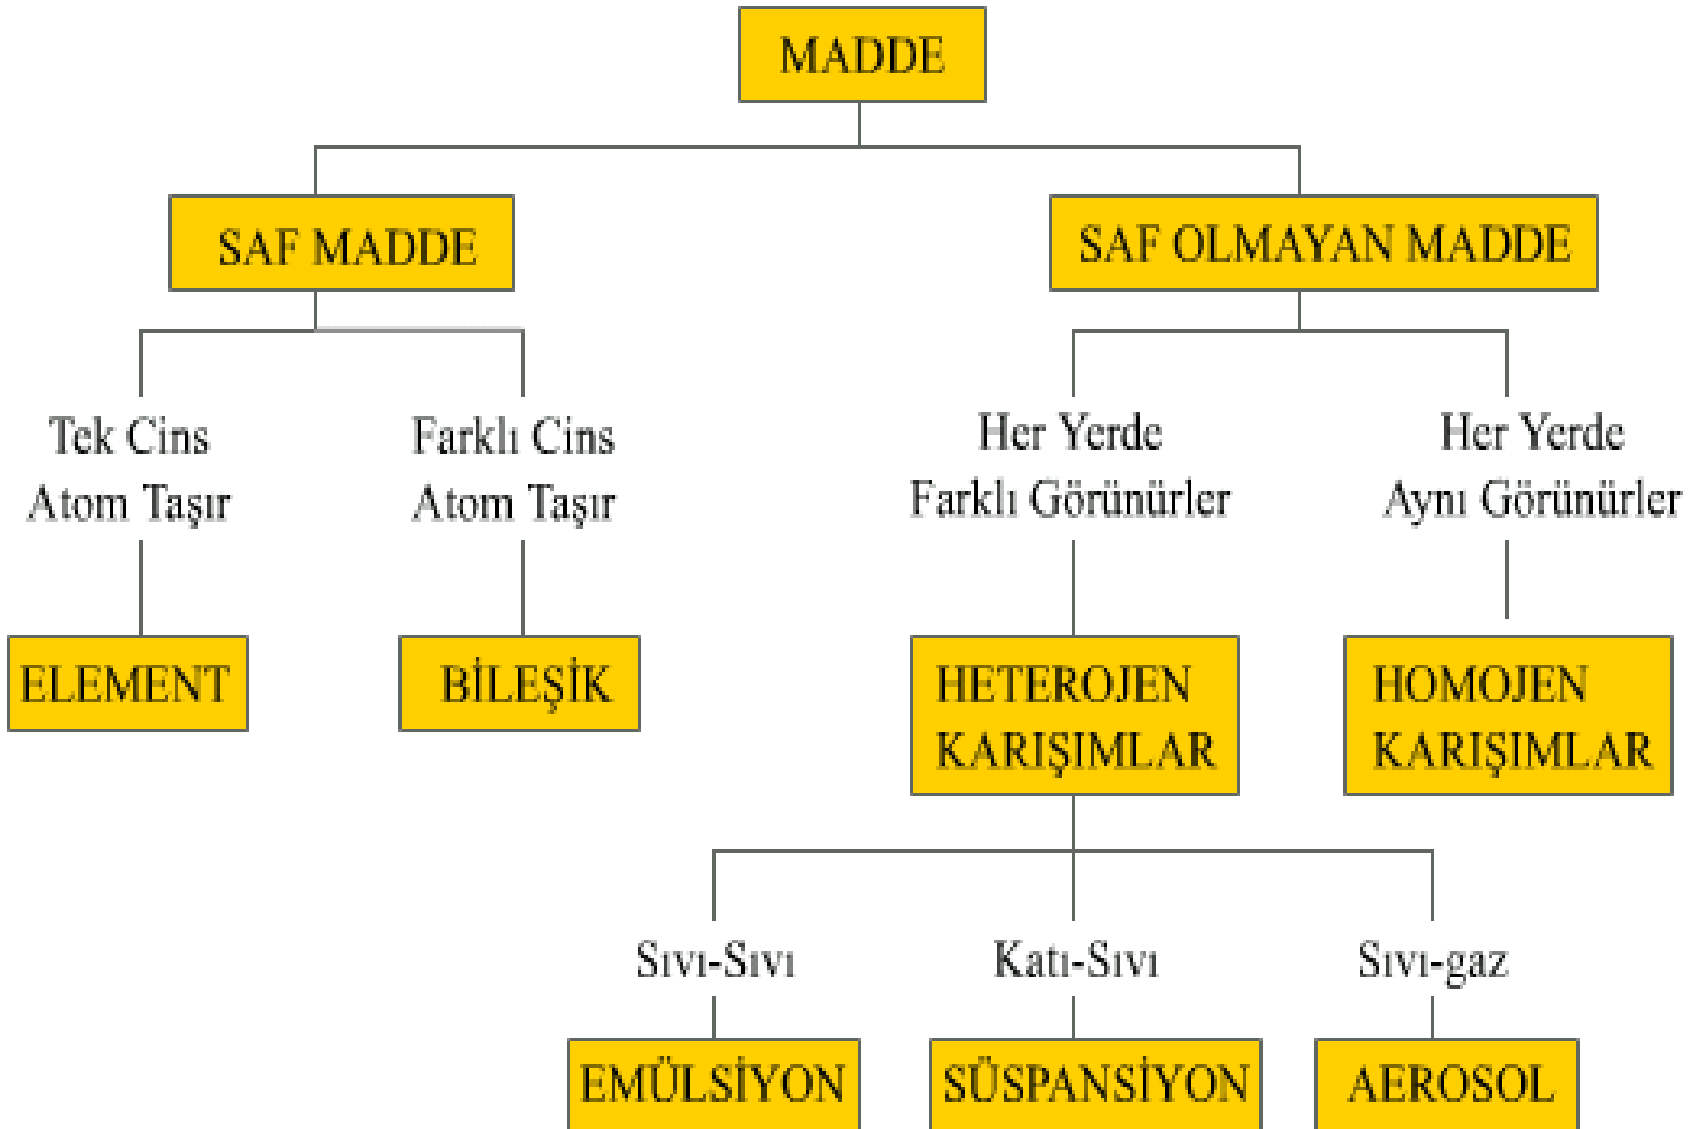 MADDE
SAF MADDE
SAF OLMAYAN MADDE
Tek Cins
Atom Taşır
Farklı Cins
Atom Taşır
Her Yerde
Farklı Görünürler
Her Yerde
Aynı Görünürler
ELEMENT
BİLEŞİK
HETEROJEN
KARIŞIMLAR
HOMOJEN
KARIŞIMLAR
Sıvı-Sıvı
Katı-Sıvı
Sıvı-gaz
EMÜLSİYON
SÜSPANSİYON
AEROSOL